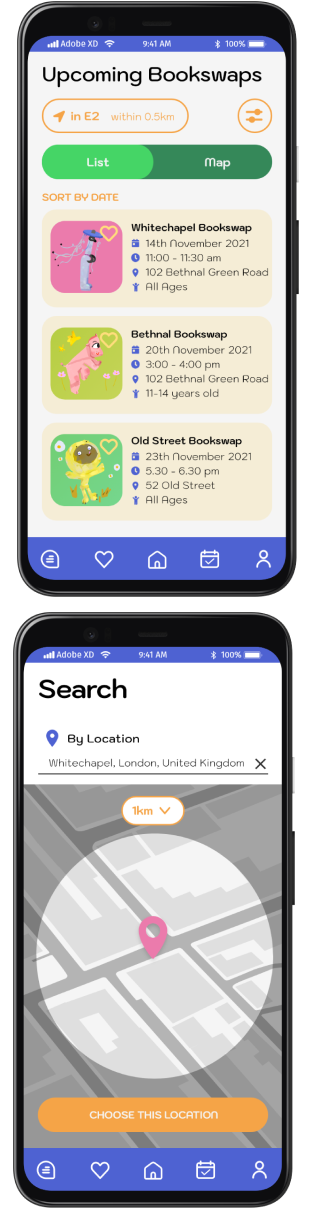 Adobe XD 9:41 AM 100%
Upcoming Bookswaps
in E2 within 0.5km
List Map
SORT BY DATE
Whitechapel Bookswap
14th November 2021
11:00 - 11:30 am
102 Bethnal Green Road
All Ages
Bethnal Bookswap
20th November 2021
3:00 - 4:00 pm
102 Bethnal Green Road
11-14 years old
Old Street Bookswap
23th November 2021
5.30 - 6.30 pm
52 Old Street
All Ages
Adobe XD 9:41 AM 100%
Search
By Location
Whitechapel, London, United Kingdom
1km
CHOOSE THIS LOCATION